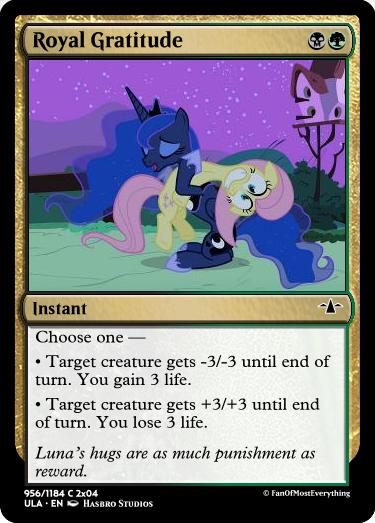 Royal Gratitude
Instant
Choose one —
• Target creature gets -3/-3 until end of
turn. You gain 3 life.
• Target creature gets +3/+3 until end
of turn. You lose 3 life.
Luna's hugs are as much punishment as
reward.
956/1184 C 2x04
ULA • EN Hasbro Studios
© FanOfMostEverything